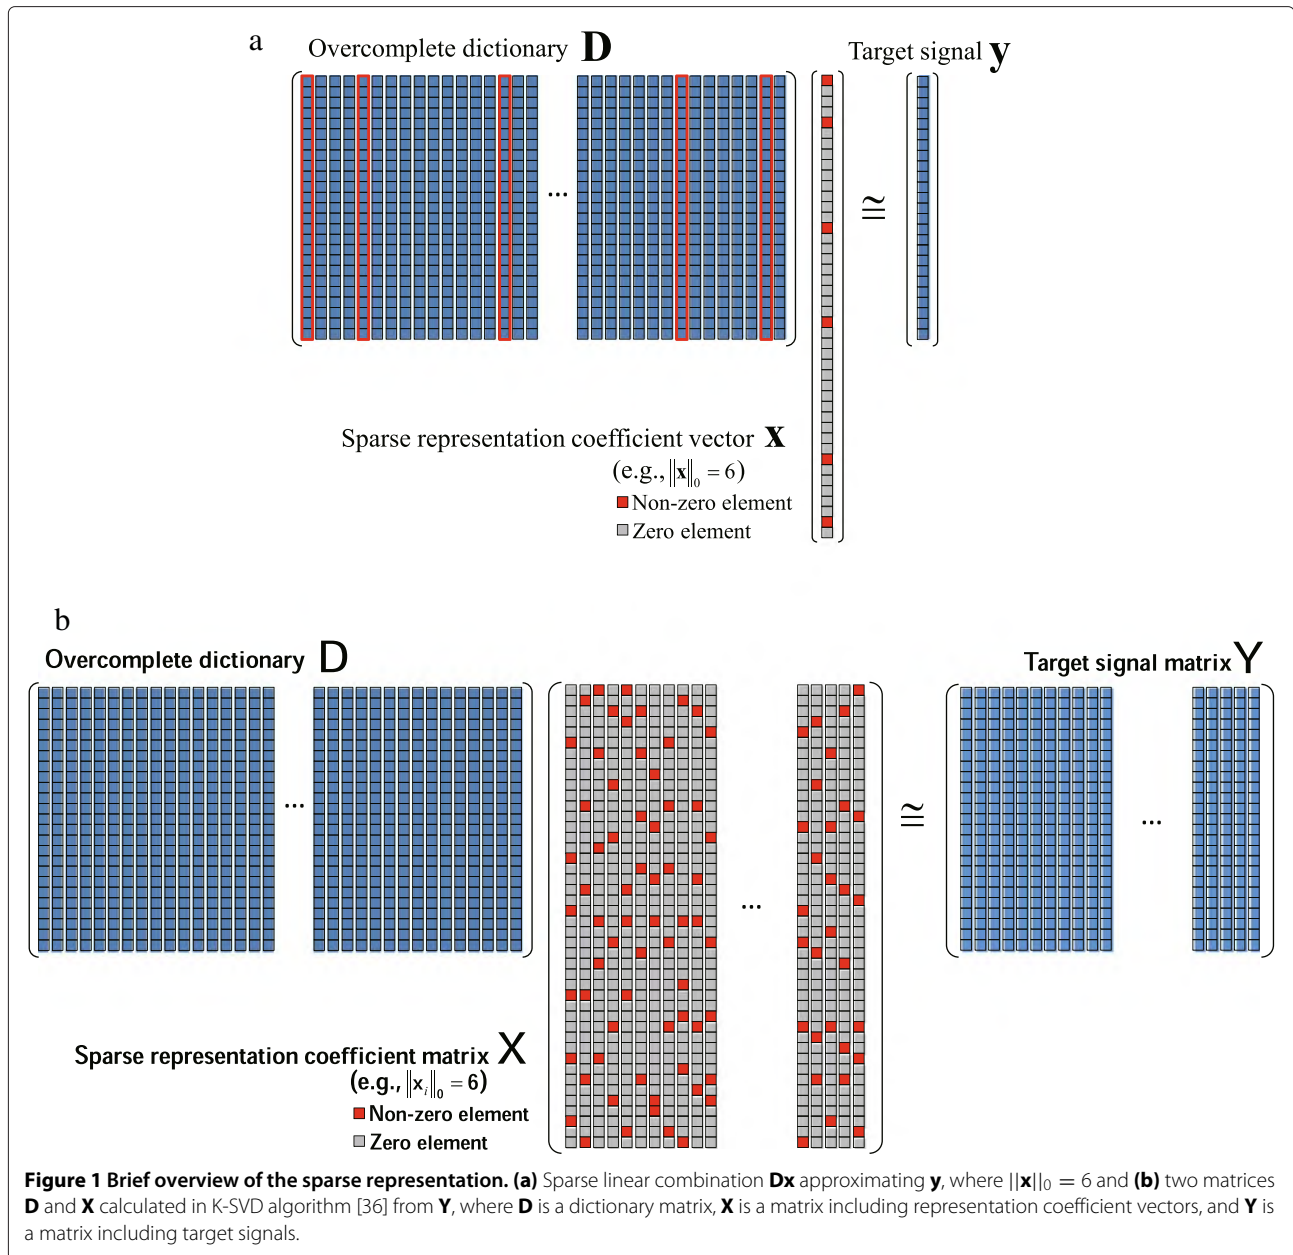 a
Overcomplete dictionary D
Target signal y
...
≅
Sparse representation coefficient vector x
(e.g., ||x||₀ = 6)
Non-zero element
Zero element
b
Overcomplete dictionary D
Target signal matrix Y
...
...
≅
...
Sparse representation coefficient matrix X
(e.g., ||xᵢ||₀ = 6)
Non-zero element
Zero element
Figure 1 Brief overview of the sparse representation. (a) Sparse linear combination Dx approximating y, where ||x||₀ = 6 and (b) two matrices
D and X calculated in K-SVD algorithm [36] from Y, where D is a dictionary matrix, X is a matrix including representation coefficient vectors, and Y is
a matrix including target signals.